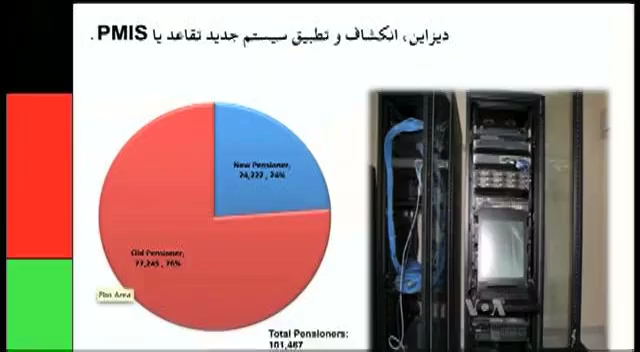 دیزاین، انکشاف و تطبیق سیستم جدید تقاعد یا PMIS .
New Pensioner,
24,222 , 24%
Old Pensioner,
77,245 , 76%
Plot Area
Total Pensioners:
101,467
VOA